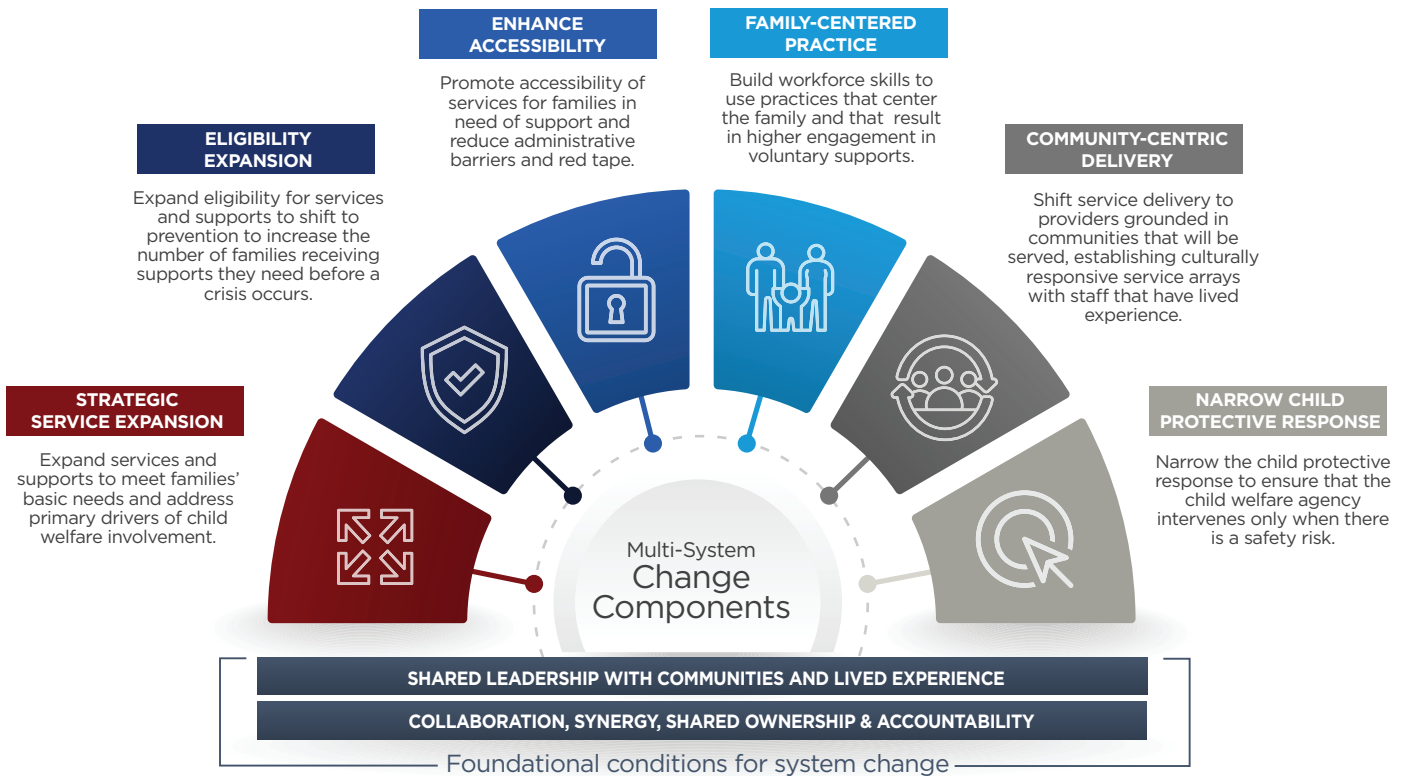 STRATEGIC
SERVICE EXPANSION
Expand services and
supports to meet families’
basic needs and address
primary drivers of child
welfare involvement.
ELIGIBILITY
EXPANSION
Expand eligibility for services
and supports to shift to
prevention to increase the
number of families receiving
supports they need before a
crisis occurs.
ENHANCE
ACCESSIBILITY
Promote accessibility of
services for families in
need of support and
reduce administrative
barriers and red tape.
FAMILY-CENTERED
PRACTICE
Build workforce skills to
use practices that center
the family and that result
in higher engagement in
voluntary supports.
COMMUNITY-CENTRIC
DELIVERY
Shift service delivery to
providers grounded in
communities that will be
served, establishing culturally
responsive service arrays
with staff that have lived
experience.
NARROW CHILD
PROTECTIVE RESPONSE
Narrow the child protective
response to ensure that the
child welfare agency
intervenes only when there
is a safety risk.
Multi-System
Change
Components
SHARED LEADERSHIP WITH COMMUNITIES AND LIVED EXPERIENCE
COLLABORATION, SYNERGY, SHARED OWNERSHIP & ACCOUNTABILITY
Foundational conditions for system change